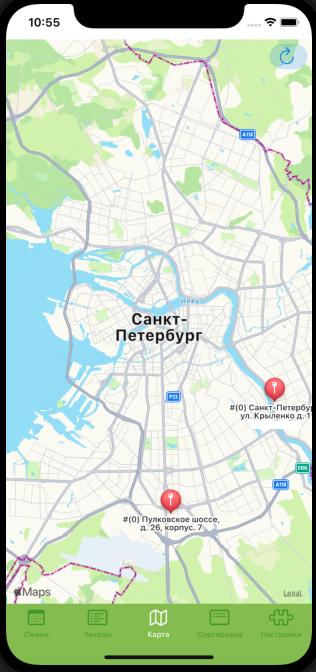 10:55
A118
Нева
Санкт-
Петербург
P23
#(0) Санкт-Петербу
ул. Крыленко д. 1
E105
A118
#(0) Пулковское шоссе,
д. 26, корпус. 7
Maps
Legal
Смена
Заказы
Карта
Сортировка
Настройки